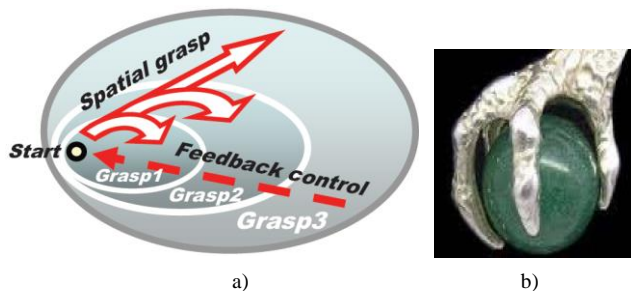 Spatial grasp
Start
Feedback control
Grasp1
Grasp2
Grasp3
a) b)